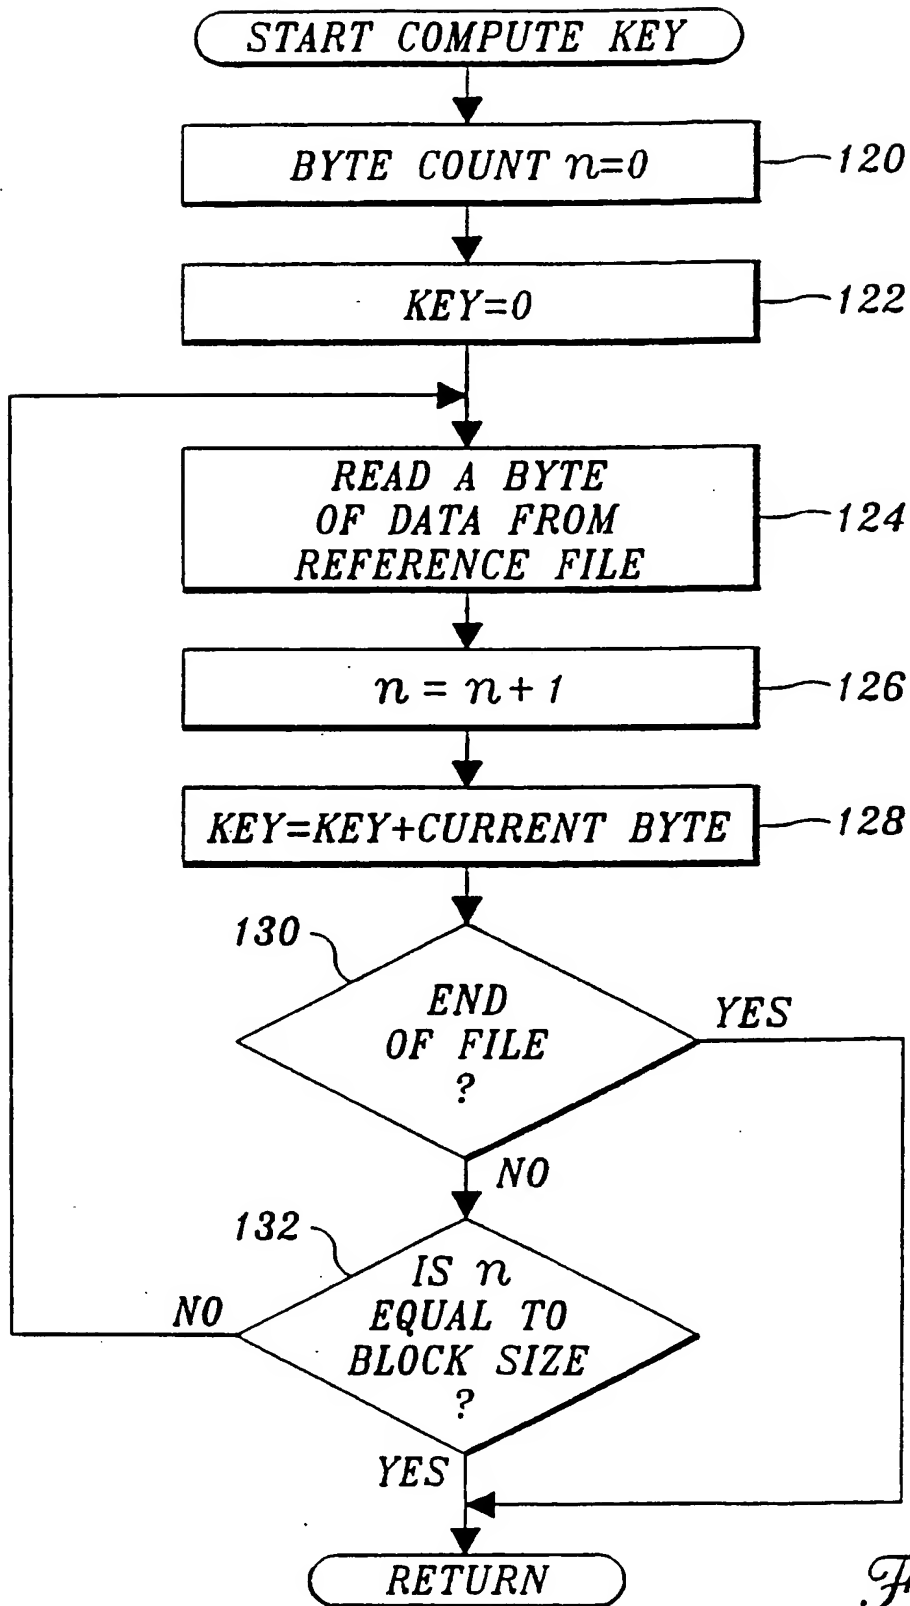 START COMPUTE KEY
BYTE COUNT n=0
120
KEY=0
122
READ A BYTE
OF DATA FROM
REFERENCE FILE
124
n = n + 1
126
KEY=KEY+CURRENT BYTE
128
130
END
OF FILE
?
YES
NO
132
IS n
EQUAL TO
BLOCK SIZE
?
NO
YES
RETURN